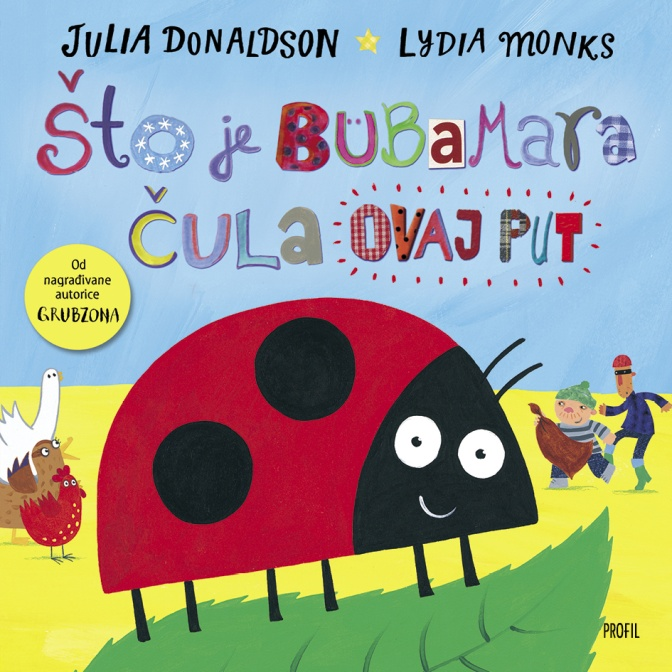 JULIA DONALDSON LYDIA MONKS
Što je BUBaMara
ČULa OVAJ PUT
Od
nagrađivane
autorice
GRUBZONA
PROFIL